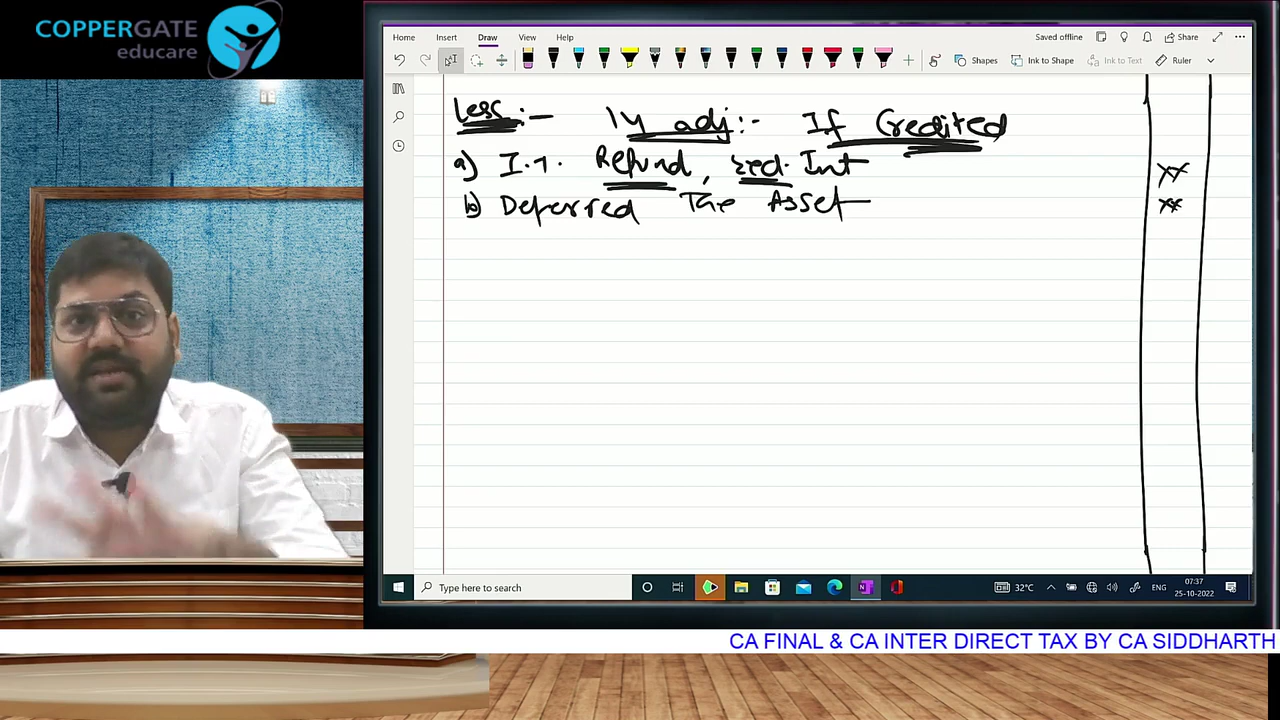 COPPERGATE
educare
Home Insert Draw View Help
Saved offline
Share
Shapes
Ink to Shape
Ink to Text
Ruler
Less:- adj:- If Credited
a) I.T. Refund, Int xx
b) Deferred Tax Asset xx
Type here to search
32°C
ENG
07:37
25-10-2022
CA FINAL & CA INTER DIRECT TAX BY CA SIDDHARTH